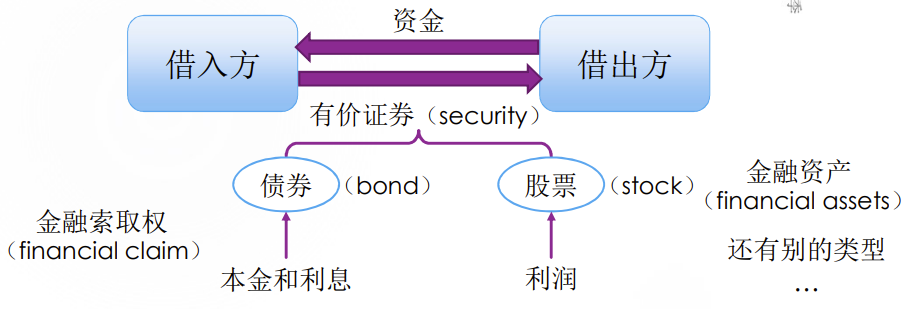 资金
借入方
借出方
有价证券（security）
债券（bond）
股票（stock）
金融资产
（financial assets）
金融索取权
（financial claim）
还有别的类型
…
本金和利息
利润